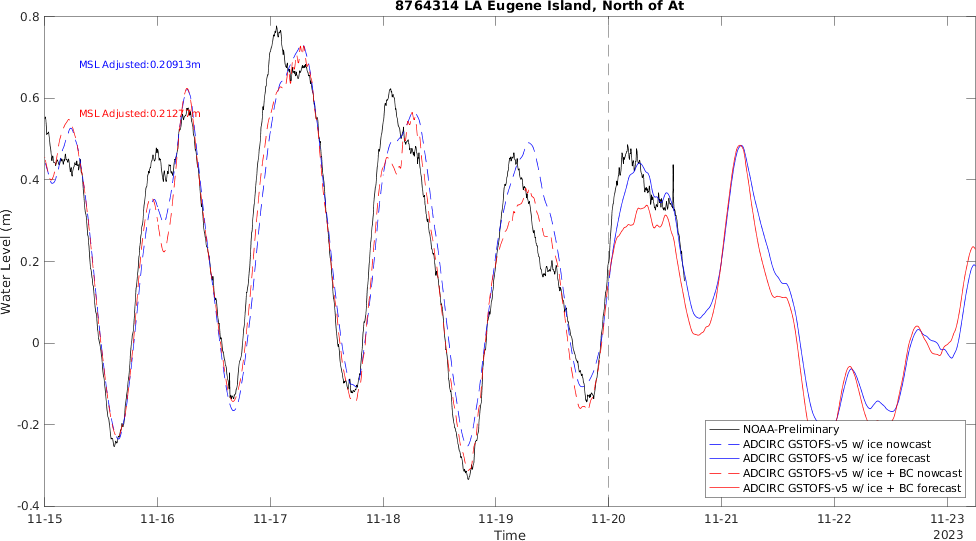 8764314 LA Eugene Island, North of At
MSL Adjusted:0.20913m
MSL Adjusted:
Water Level (m)
0.8
0.6
0.4
0.2
0
-0.2
-0.4
11-15 11-16 11-17 11-18 11-19 11-20 11-21 11-22 11-23
2023
Time
NOAA-Preliminary
ADCIRC GSTOFS-v5 w/ ice nowcast
ADCIRC GSTOFS-v5 w/ ice forecast
ADCIRC GSTOFS-v5 w/ ice + BC nowcast
ADCIRC GSTOFS-v5 w/ ice + BC forecast